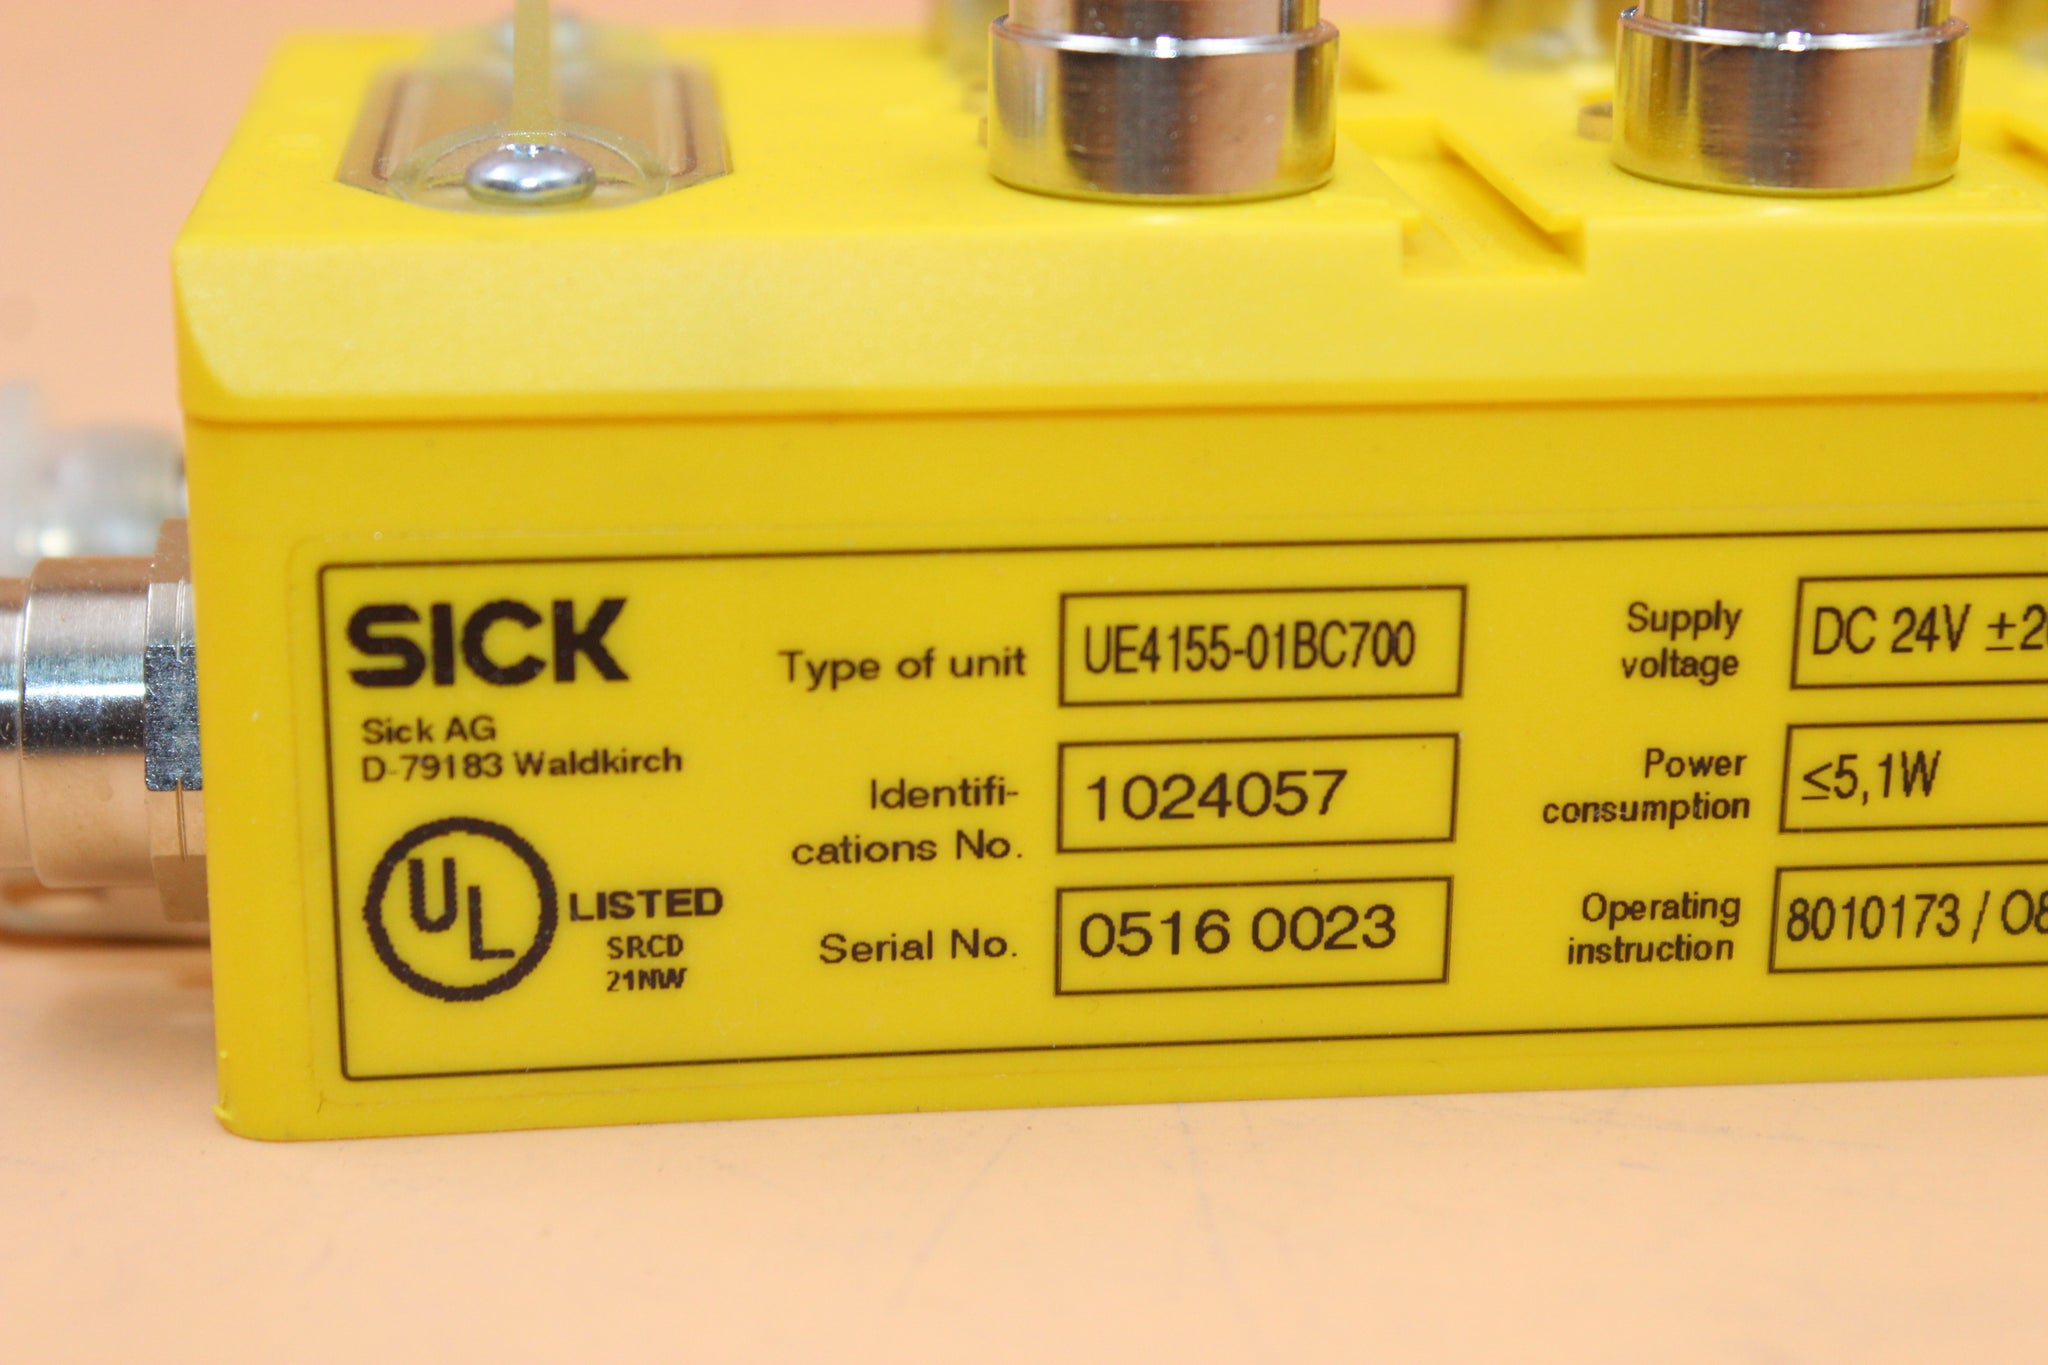 SICK
Sick AG
D-79183 Waldkirch
UL
LISTED
SRCD
21NW
Type of unit
UE4155-01BC700
Identifi-
cations No.
1024057
Serial No.
0516 0023
Supply
voltage
DC 24V
Power
consumption
≤5,1W
Operating
instruction
8010173 /